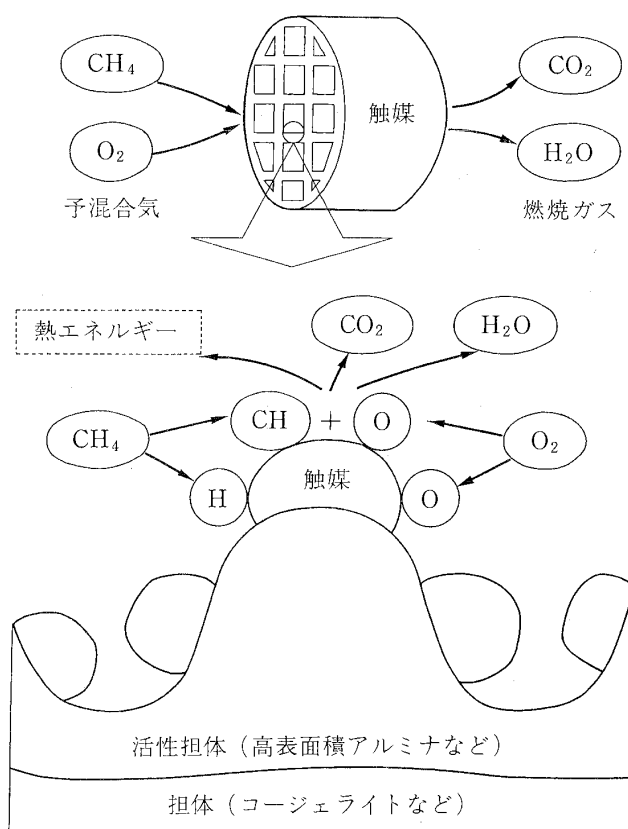 CH₄
CO₂
触媒
O₂
H₂O
予混合気
燃焼ガス
熱エネルギー
CO₂
H₂O
CH + O
CH₄
O₂
H
触媒
O
活性担体（高表面積アルミナなど）
担体（コージェライトなど）